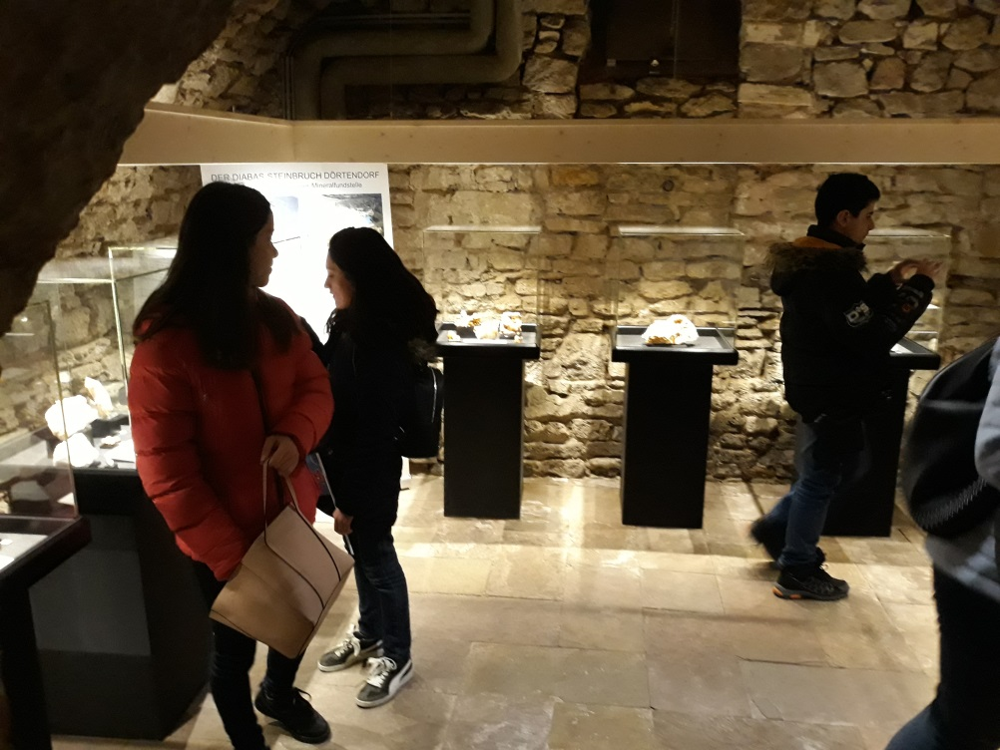 DER DIABAS STEINBRUCH DÖRTENDORF
Mineralfundstelle